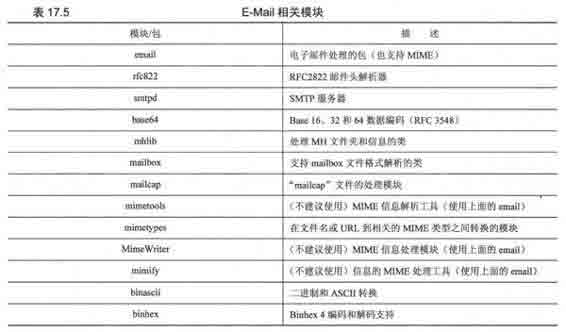 表 17.5 E-Mail 相关模块
模块/包 描 述
email 电子邮件处理的包（也支持 MIME）
rfc822 RFC2822 邮件头解析器
smtpd SMTP 服务器
base64 Base 16、32 和 64 数据编码（RFC 3548）
mhlib 处理 MH 文件夹和信息的类
mailbox 支持 mailbox 文件格式解析的类
mailcap “mailcap”文件的处理模块
mimetools （不建议使用）MIME 信息解析工具（使用上面的 email）
mimetypes 在文件名或 URL 到相关的 MIME 类型之间转换的模块
MimeWriter （不建议使用）MIME 信息处理模块（使用上面的 email）
mimify （不建议使用）信息的 MIME 处理工具（使用上面的 email）
binascii 二进制和 ASCII 转换
binhex Binhex 4 编码和解码支持